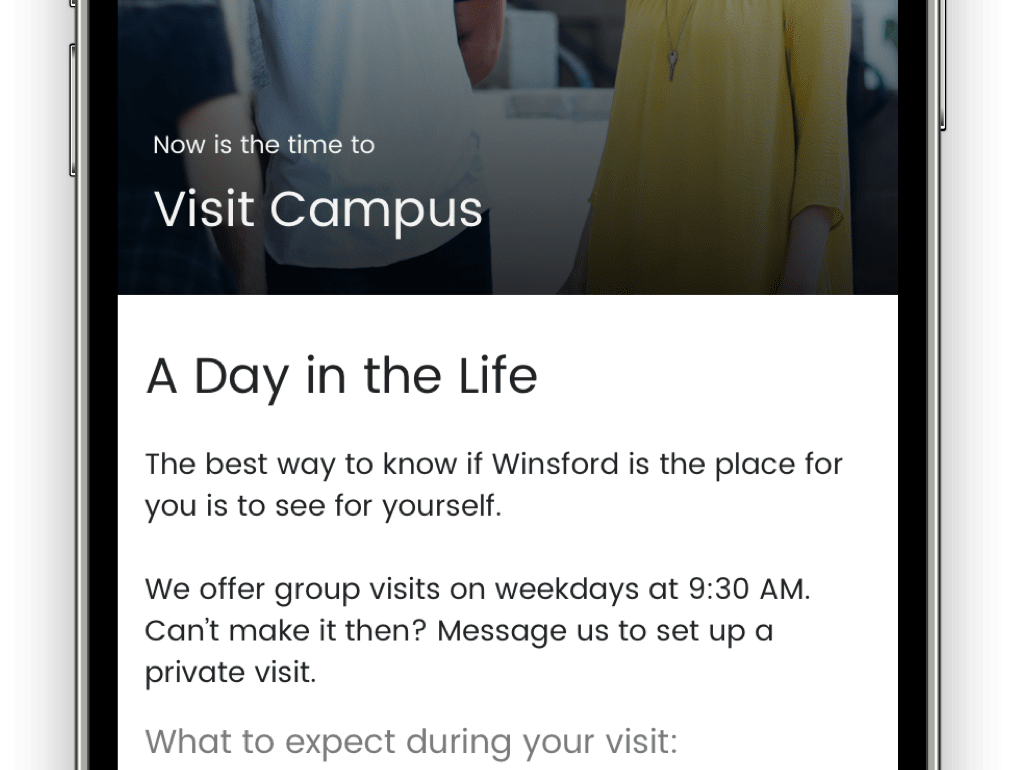 Now is the time to
Visit Campus
A Day in the Life
The best way to know if Winsford is the place for
you is to see for yourself.
We offer group visits on weekdays at 9:30 AM.
Can't make it then? Message us to set up a
private visit.
What to expect during your visit: